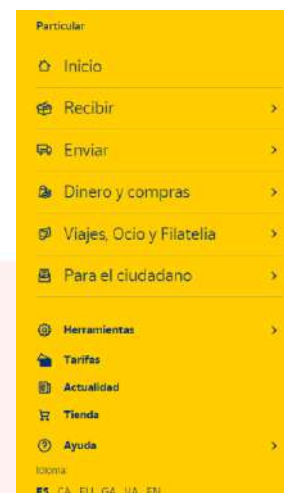 Particular
Inicio
Recibir
Enviar
Dinero y compras
Viajes, Ocio y Filatelia
Para el ciudadano
Herramientas
Tarifas
Actualidad
Tienda
Ayuda
Idioma:
ES CA EU GA VA EN